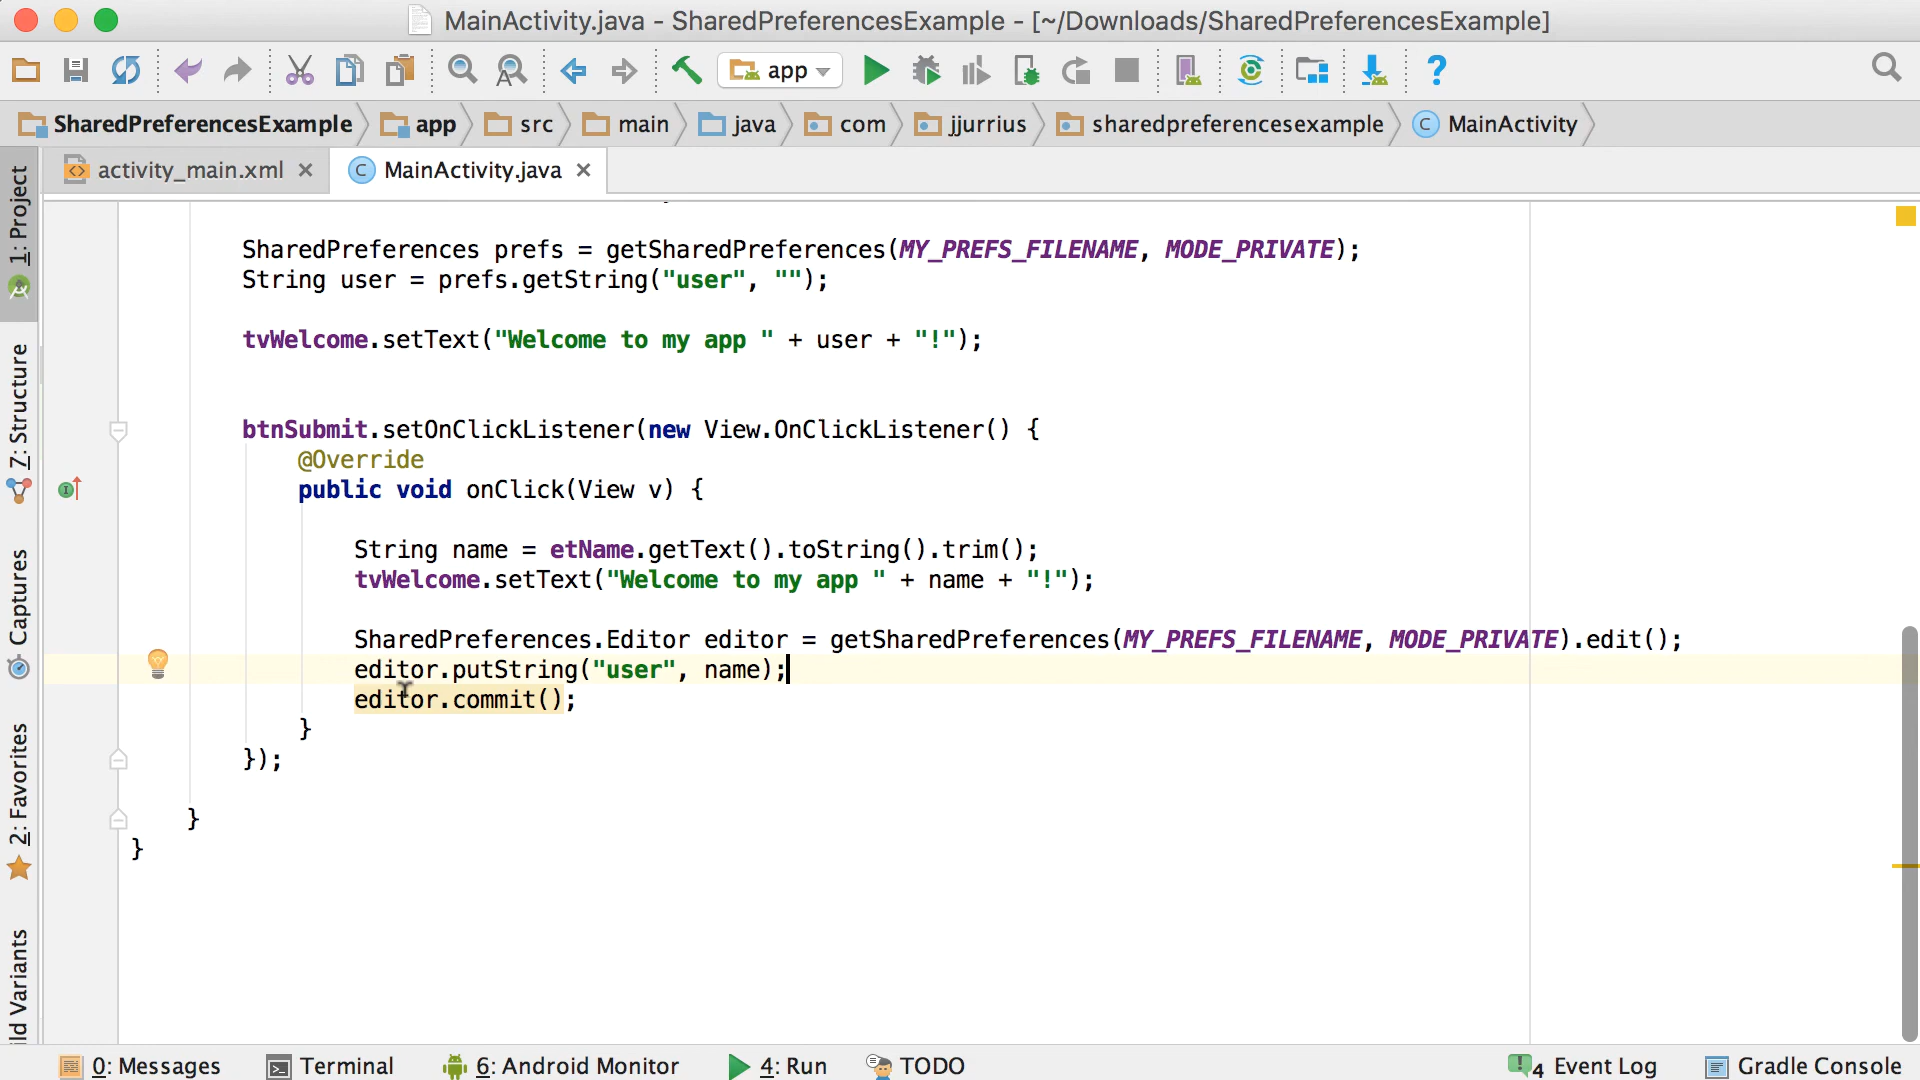 MainActivity.java - SharedPreferencesExample - [~/Downloads/SharedPreferencesExample]
app
SharedPreferencesExample app src main java com jjurrius sharedpreferencesexample MainActivity
activity_main.xml MainActivity.java
1: Project
7: Structure
Captures
2: Favorites
ild Variants
SharedPreferences prefs = getSharedPreferences(MY_PREFS_FILENAME, MODE_PRIVATE);
String user = prefs.getString("user", "");
tvWelcome.setText("Welcome to my app " + user + "!");
btnSubmit.setOnClickListener(new View.OnClickListener() {
@Override
public void onClick(View v) {
String name = etName.getText().toString().trim();
tvWelcome.setText("Welcome to my app " + name + "!");
SharedPreferences.Editor editor = getSharedPreferences(MY_PREFS_FILENAME, MODE_PRIVATE).edit();
editor.putString("user", name);
editor.commit();
}
});
}
}
0: Messages Terminal 6: Android Monitor 4: Run TODO 4 Event Log Gradle Console